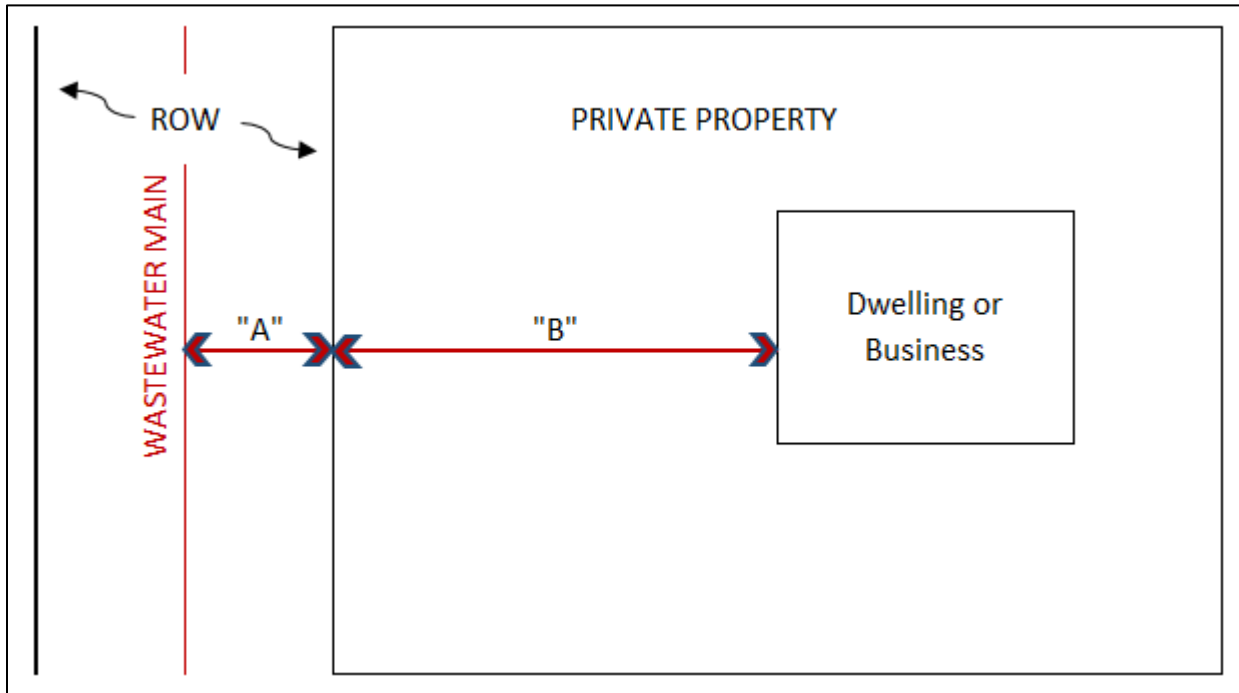 ROW
PRIVATE PROPERTY
WASTEWATER MAIN
"A"
"B"
Dwelling or
Business